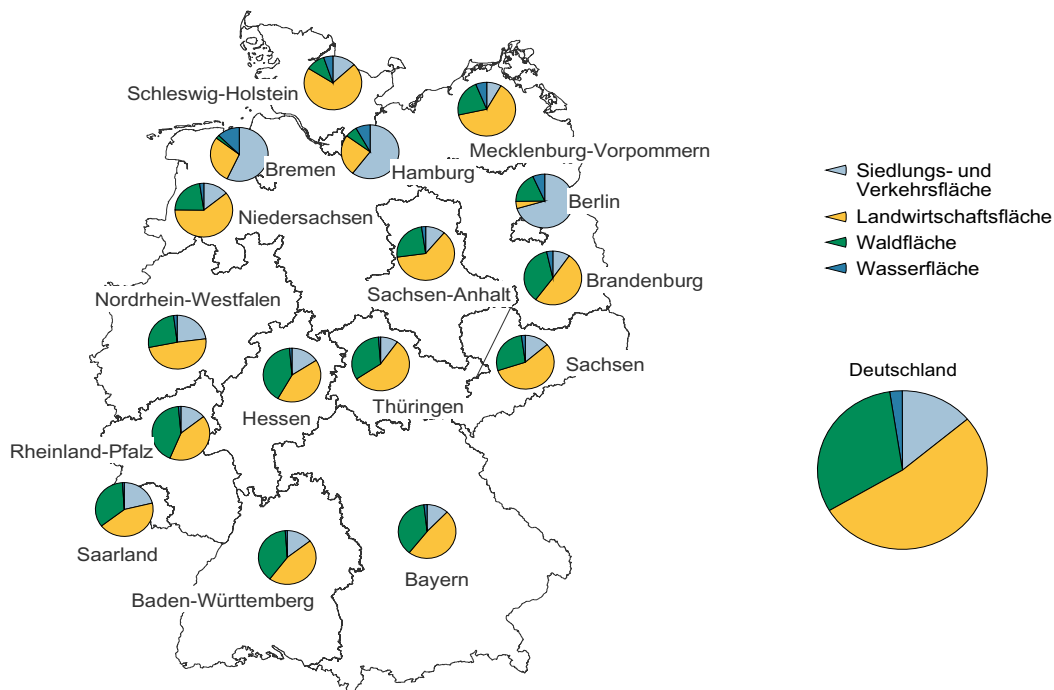 Schleswig-Holstein
Mecklenburg-Vorpommern
Bremen
Hamburg
Berlin
Niedersachsen
Brandenburg
Sachsen-Anhalt
Nordrhein-Westfalen
Sachsen
Hessen
Thüringen
Rheinland-Pfalz
Saarland
Bayern
Baden-Württemberg
Siedlungs- und
Verkehrsfläche
Landwirtschaftsfläche
Waldfläche
Wasserfläche
Deutschland